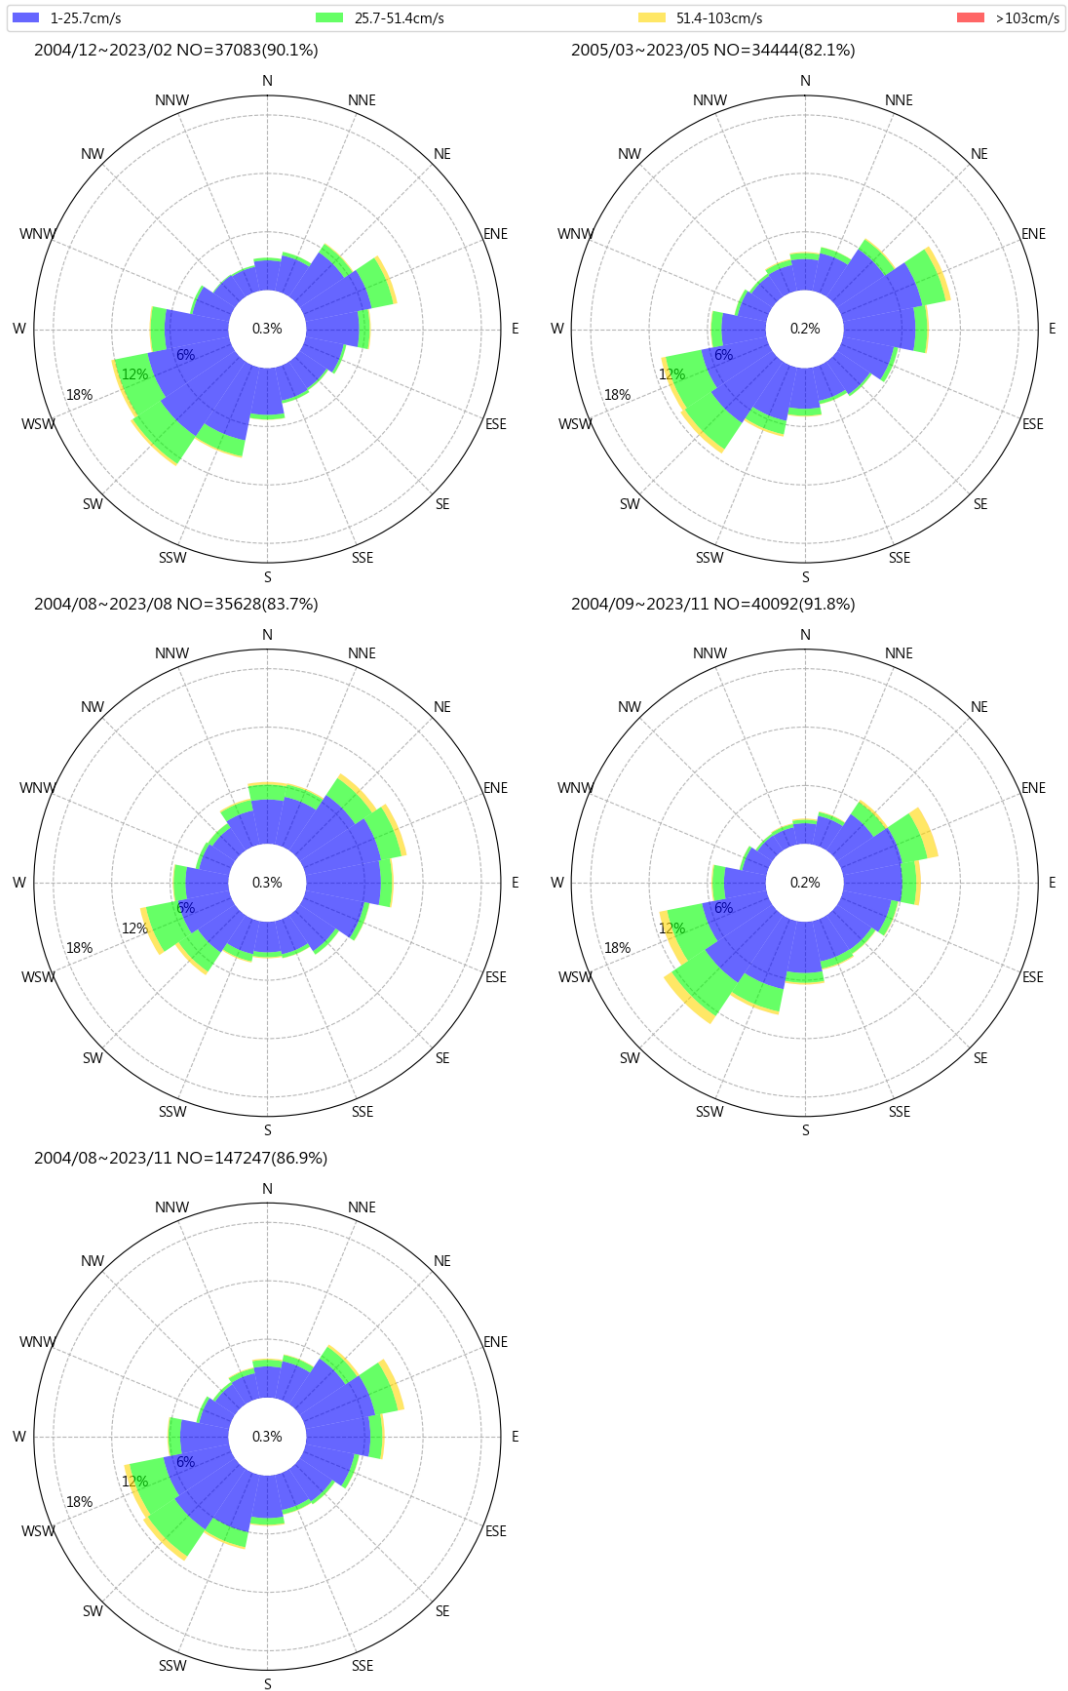 1-25.7cm/s 25.7-51.4cm/s 51.4-103cm/s >103cm/s
2004/12~2023/02 NO=37083(90.1%)
N
NNW NNE
NW NE
WNW ENE
W 0.3% E
6%
12%
18%
WSW ESE
SW SE
SSW SSE
S
2005/03~2023/05 NO=34444(82.1%)
N
NNW NNE
NW NE
WNW ENE
W 0.2% E
6%
12%
18%
WSW ESE
SW SE
SSW SSE
S
2004/08~2023/08 NO=35628(83.7%)
N
NNW NNE
NW NE
WNW ENE
W 0.3% E
6%
12%
18%
WSW ESE
SW SE
SSW SSE
S
2004/09~2023/11 NO=40092(91.8%)
N
NNW NNE
NW NE
WNW ENE
W 0.2% E
6%
12%
18%
WSW ESE
SW SE
SSW SSE
S
2004/08~2023/11 NO=147247(86.9%)
N
NNW NNE
NW NE
WNW ENE
W 0.3% E
6%
12%
18%
WSW ESE
SW SE
SSW SSE
S